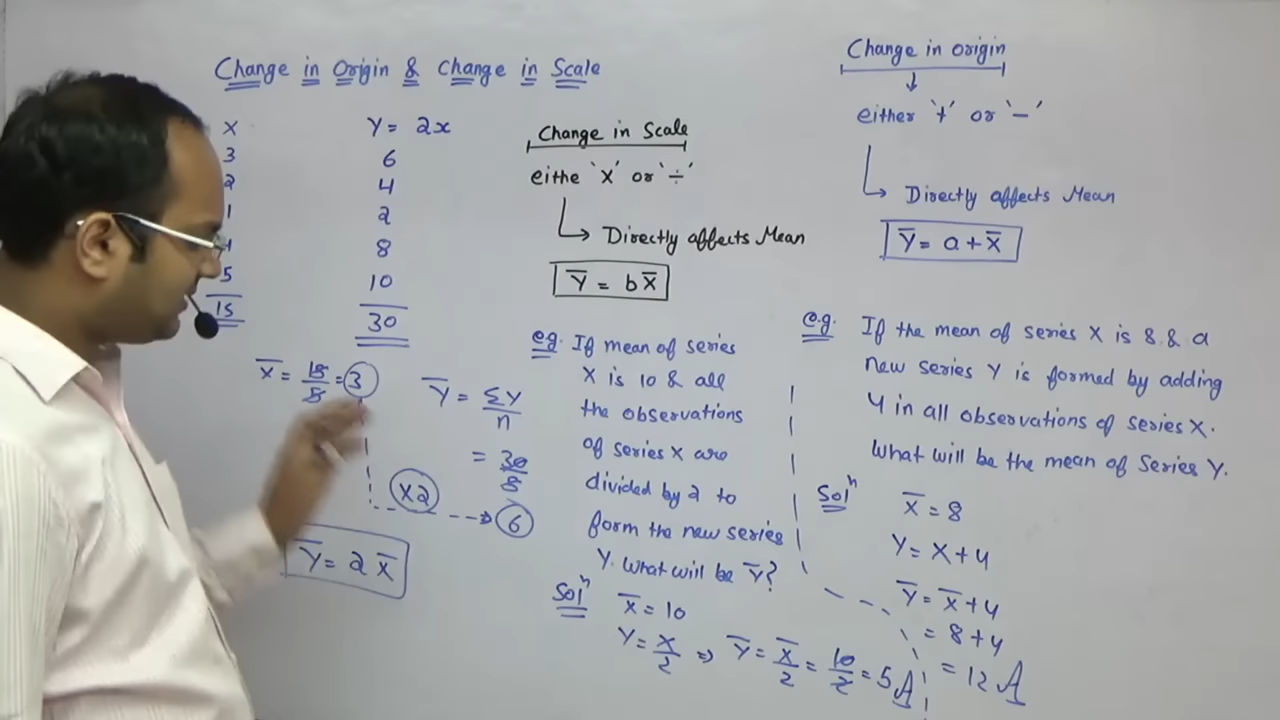 Change in Origin & Change in Scale
X Y = 2x
3 6
2 4
1 2
4 8
5 10
15 30
X̄ = 15/5 = 3
Ȳ = ΣY/n
= 30/5
X2
6
Ȳ = 2X̄
Change in Scale
eithe 'X' or '÷'
Directly affects Mean
Ȳ = bX̄
e.g. If mean of series
X is 10 & all
the observations
of series X are
divided by 2 to
form the new series
Y. What will be Ȳ?
Solⁿ X̄ = 10
Y = X/2 ⇒ Ȳ = X̄/2 = 10/2 = 5 A
Change in origin
either '+' or '-'
Directly affects Mean
Ȳ = a + X̄
e.g. If the mean of series X is 8 & a
new series Y is formed by adding
4 in all observations of series X.
What will be the mean of Series Y.
Solⁿ X̄ = 8
Y = X + 4
Ȳ = X̄ + 4
= 8 + 4
= 12 A